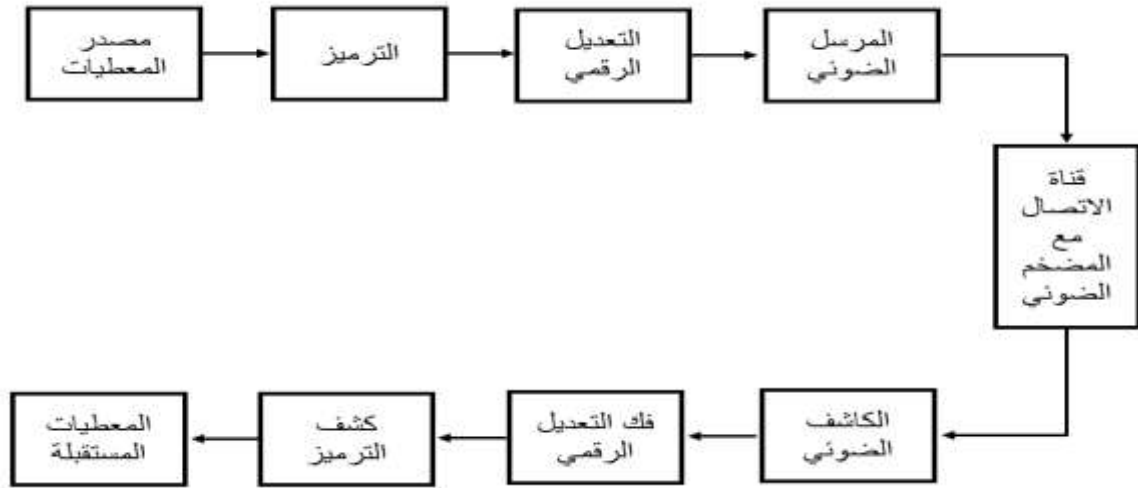 مصدر
المعطيات
الترميز
التعديل
الرقمي
المرسل
الضوئي
قناة
الاتصال
مع
المضخم
الضوئي
الكاشف
الضوئي
فك التعديل
الرقمي
كشف
الترميز
المعطيات
المستقبلة